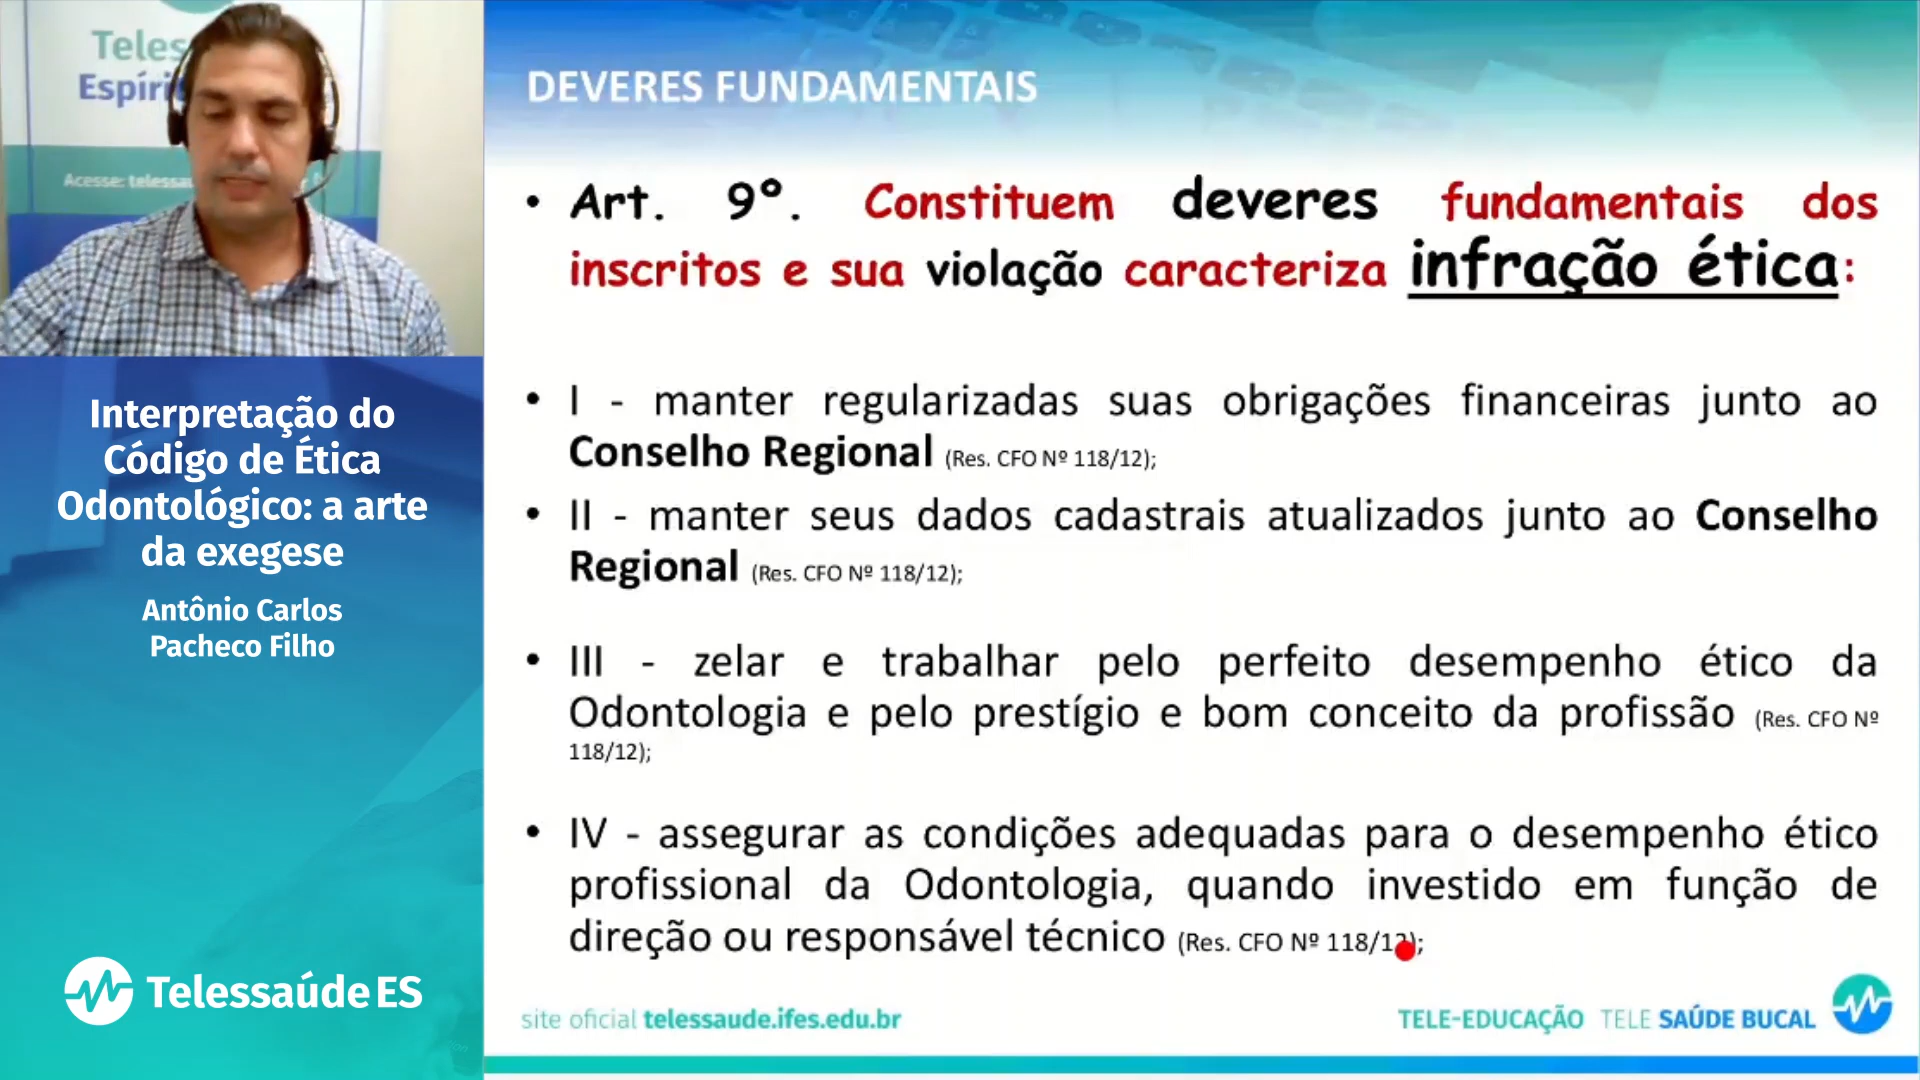 Teles
Espíri
Acesse: telessa
Interpretação do
Código de Ética
Odontológico: a arte
da exegese
Antônio Carlos
Pacheco Filho
TelessaúdeES
DEVERES FUNDAMENTAIS
• Art. 9º. Constituem deveres fundamentais dos
inscritos e sua violação caracteriza infração ética:
• I - manter regularizadas suas obrigações financeiras junto ao
Conselho Regional (Res. CFO Nº 118/12);
• II - manter seus dados cadastrais atualizados junto ao Conselho
Regional (Res. CFO Nº 118/12);
• III - zelar e trabalhar pelo perfeito desempenho ético da
Odontologia e pelo prestígio e bom conceito da profissão (Res. CFO Nº
118/12);
• IV - assegurar as condições adequadas para o desempenho ético
profissional da Odontologia, quando investido em função de
direção ou responsável técnico (Res. CFO Nº 118/12);
site oficial telessaude.ifes.edu.br
TELE-EDUCAÇÃO TELE SAÚDE BUCAL